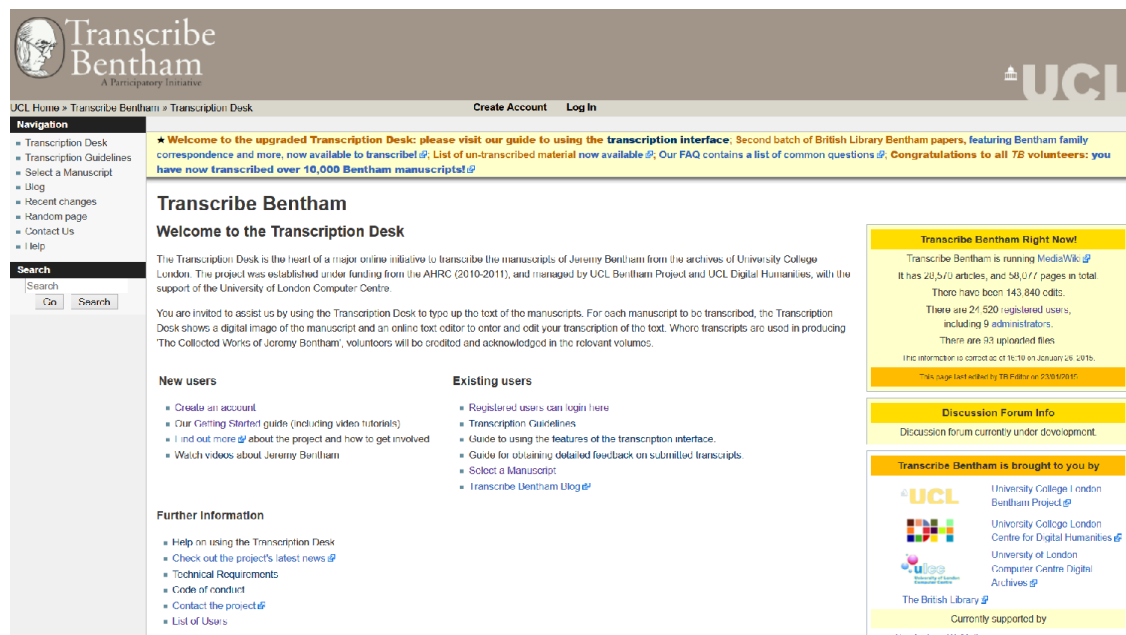 Transcribe
Bentham
A Participatory Initiative
UCL
UCL Home » Transcribe Bentham » Transcription Desk
Create Account Log In
Navigation
Transcription Desk
Transcription Guidelines
Select a Manuscript
Blog
Recent changes
Random page
Contact Us
Help
Search
Search
Go Search
★ Welcome to the upgraded Transcription Desk: please visit our guide to using the transcription interface; Second batch of British Library Bentham papers, featuring Bentham family
correspondence and more, now available to transcribe!; List of un-transcribed material now available; Our FAQ contains a list of common questions; Congratulations to all TB volunteers: you
have now transcribed over 10,000 Bentham manuscripts!
Transcribe Bentham
Welcome to the Transcription Desk
The Transcription Desk is the heart of a major online initiative to transcribe the manuscripts of Jeremy Bentham from the archives of University College
London. The project was established under funding from the AHRC (2010-2011), and managed by UCL Bentham Project and UCL Digital Humanities, with the
support of the University of London Computer Centre.
You are invited to assist us by using the Transcription Desk to type up the text of the manuscripts. For each manuscript to be transcribed, the Transcription
Desk shows a digital image of the manuscript and an online text editor to enter and edit your transcription of the text. Where transcripts are used in producing
'The Collected Works of Jeremy Bentham', volunteers will be credited and acknowledged in the relevant volumes.
New users
Create an account
Our Getting Started guide (including video tutorials)
Find out more about the project and how to get involved
Watch videos about Jeremy Bentham
Existing users
Registered users can login here
Transcription Guidelines
Guide to using the features of the transcription interface.
Guide for obtaining detailed feedback on submitted transcripts.
Select a Manuscript
Transcribe Bentham Blog
Further Information
Help on using the Transcription Desk
Check out the project's latest news
Technical Requirements
Code of conduct
Contact the project
List of Users
Transcribe Bentham Right Now!
Transcribe Bentham is running MediaWiki
It has 28,570 articles, and 58,077 pages in total.
There have been 143,840 edits.
There are 24,520 registered users,
including 9 administrators.
There are 93 uploaded files
This information is correct as of 16:10 on January 26, 2015.
This page last edited by TB Editor on 23/01/2015
Discussion Forum Info
Discussion forum currently under development.
Transcribe Bentham is brought to you by
UCL
University College London
Bentham Project
University College London
Centre for Digital Humanities
ulcc
University of London
Computer Centre
University of London
Computer Centre Digital
Archives
The British Library
Currently supported by